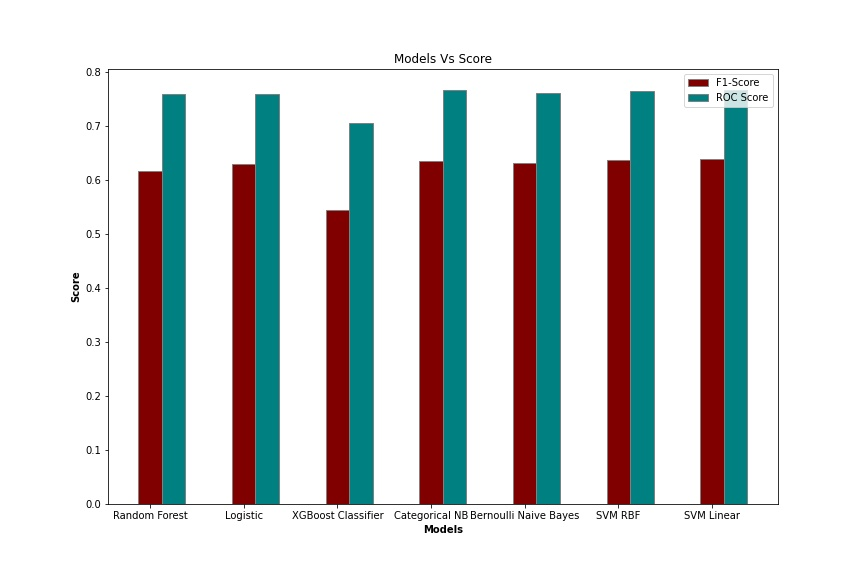 Models Vs Score
F1-Score
ROC Score
0.8
0.7
0.6
0.5
0.4
0.3
0.2
0.1
0.0
Score
Random Forest Logistic XGBoost Classifier Categorical NB Bernoulli Naive Bayes SVM RBF SVM Linear
Models